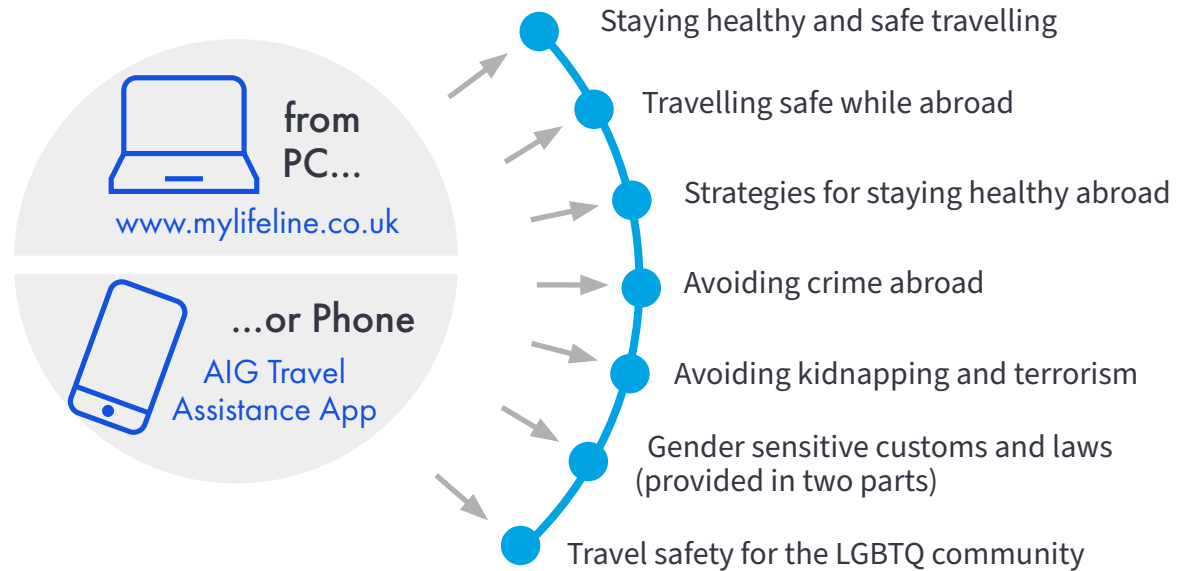 from
PC...
www.mylifeline.co.uk
...or Phone
AIG Travel
Assistance App
Staying healthy and safe travelling
Travelling safe while abroad
Strategies for staying healthy abroad
Avoiding crime abroad
Avoiding kidnapping and terrorism
Gender sensitive customs and laws
(provided in two parts)
Travel safety for the LGBTQ community